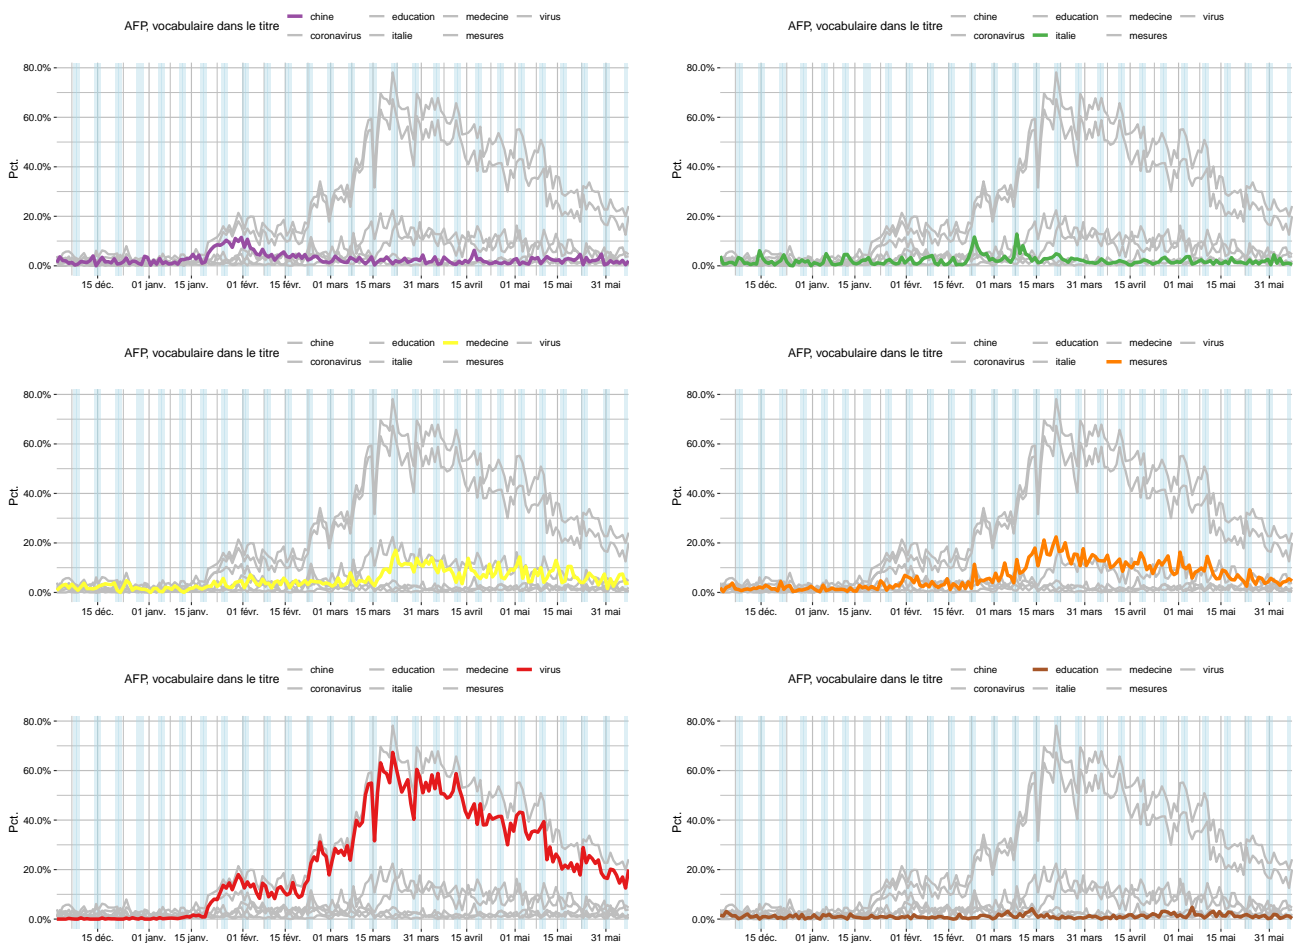 AFP, vocabulaire dans le titre chine education medecine virus
coronavirus italie mesures
80.0%
60.0%
40.0%
20.0%
0.0%
Pct.
15 déc. 01 janv. 15 janv. 01 févr. 15 févr. 01 mars 15 mars 31 mars 15 avril 01 mai 15 mai 31 mai
AFP, vocabulaire dans le titre chine education medecine virus
coronavirus italie mesures
80.0%
60.0%
40.0%
20.0%
0.0%
Pct.
15 déc. 01 janv. 15 janv. 01 févr. 15 févr. 01 mars 15 mars 31 mars 15 avril 01 mai 15 mai 31 mai
AFP, vocabulaire dans le titre chine education medecine virus
coronavirus italie mesures
80.0%
60.0%
40.0%
20.0%
0.0%
Pct.
15 déc. 01 janv. 15 janv. 01 févr. 15 févr. 01 mars 15 mars 31 mars 15 avril 01 mai 15 mai 31 mai
AFP, vocabulaire dans le titre chine education medecine virus
coronavirus italie mesures
80.0%
60.0%
40.0%
20.0%
0.0%
Pct.
15 déc. 01 janv. 15 janv. 01 févr. 15 févr. 01 mars 15 mars 31 mars 15 avril 01 mai 15 mai 31 mai
AFP, vocabulaire dans le titre chine education medecine virus
coronavirus italie mesures
80.0%
60.0%
40.0%
20.0%
0.0%
Pct.
15 déc. 01 janv. 15 janv. 01 févr. 15 févr. 01 mars 15 mars 31 mars 15 avril 01 mai 15 mai 31 mai
AFP, vocabulaire dans le titre chine education medecine virus
coronavirus italie mesures
80.0%
60.0%
40.0%
20.0%
0.0%
Pct.
15 déc. 01 janv. 15 janv. 01 févr. 15 févr. 01 mars 15 mars 31 mars 15 avril 01 mai 15 mai 31 mai